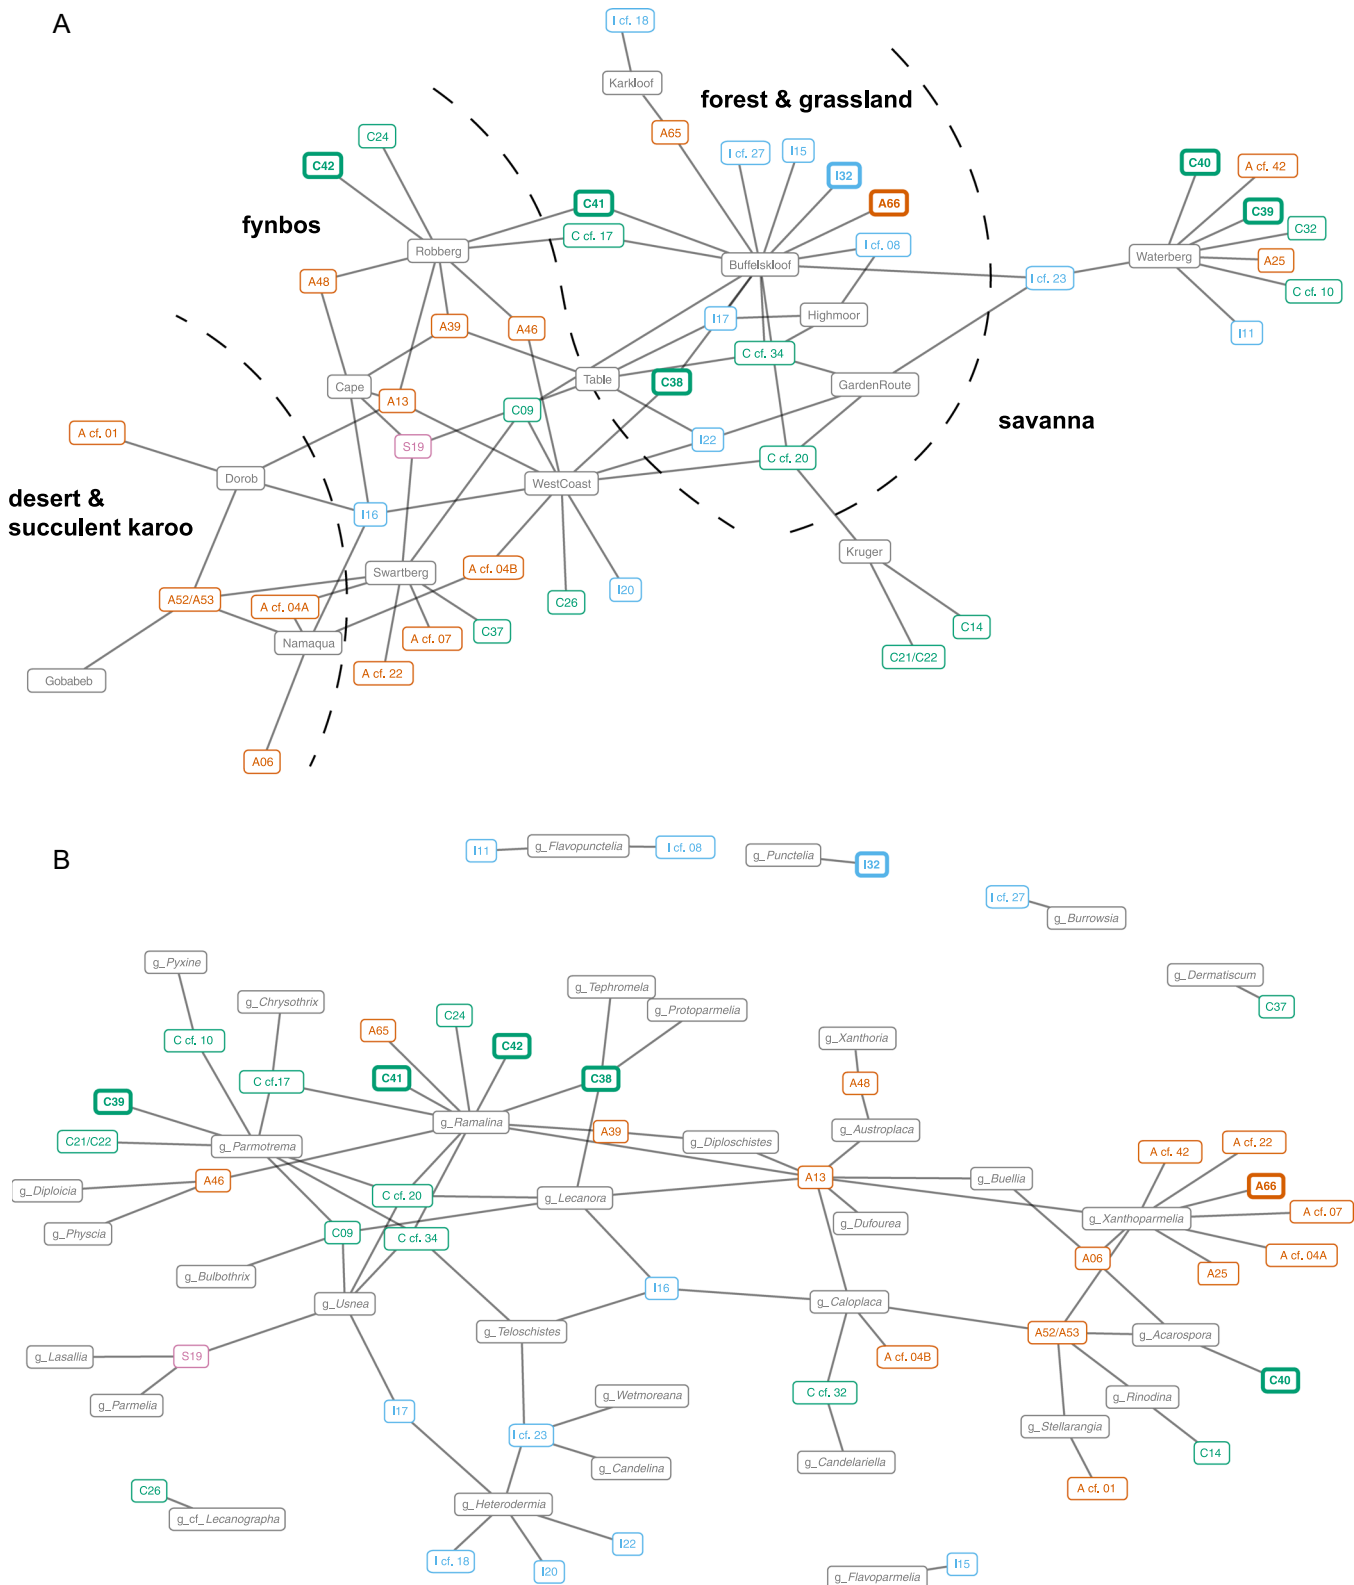 A
I cf. 18
Karkloof
forest & grassland
C24
A65
I cf. 27
I15
C42
I32
C40
A cf. 42
C41
A66
C39
fynbos
C cf. 17
C32
Robberg
I cf. 08
Buffelskloof
Waterberg
A25
A48
I cf. 23
C cf. 10
A39
A46
I17
Highmoor
I11
C cf. 34
Cape
Table
C38
GardenRoute
A13
C09
savanna
A cf. 01
S19
I22
C cf. 20
Dorob
WestCoast
desert &
succulent karoo
I16
Kruger
Swartberg
A cf. 04B
I20
A52/A53
A cf. 04A
C26
C37
C14
Namaqua
A cf. 07
C21/C22
Gobabeb
A cf. 22
A06
B
I11
g_Flavopunctelia
I cf. 08
g_Punctelia
I32
I cf. 27
g_Burrowsia
g_Pyxine
g_Dermatiscum
g_Tephromela
g_Chrysothrix
C37
g_Protoparmelia
C24
A65
C cf. 10
C42
g_Xanthoria
C cf.17
C41
C38
A48
C39
g_Ramalina
A39
g_Austroplaca
C21/C22
g_Parmotrema
g_Diploschistes
A cf. 42
A cf. 22
A46
A13
g_Buellia
g_Diploicia
C cf. 20
g_Lecanora
A66
g_Physcia
g_Dufourea
g_Xanthoparmelia
A cf. 07
C09
C cf. 34
A06
A cf. 04A
g_Bulbothrix
A25
I16
g_Usnea
g_Caloplaca
g_Teloschistes
A52/A53
g_Acarospora
g_Lasallia
S19
A cf. 04B
C40
C cf. 32
g_Wetmoreana
g_Rinodina
g_Parmelia
I17
g_Stellarangia
I cf. 23
C14
g_Candelina
g_Candelariella
C26
A cf. 01
g_Heterodermia
g_cf_Lecanographa
I22
I cf. 18
I20
I15
g_Flavoparmelia